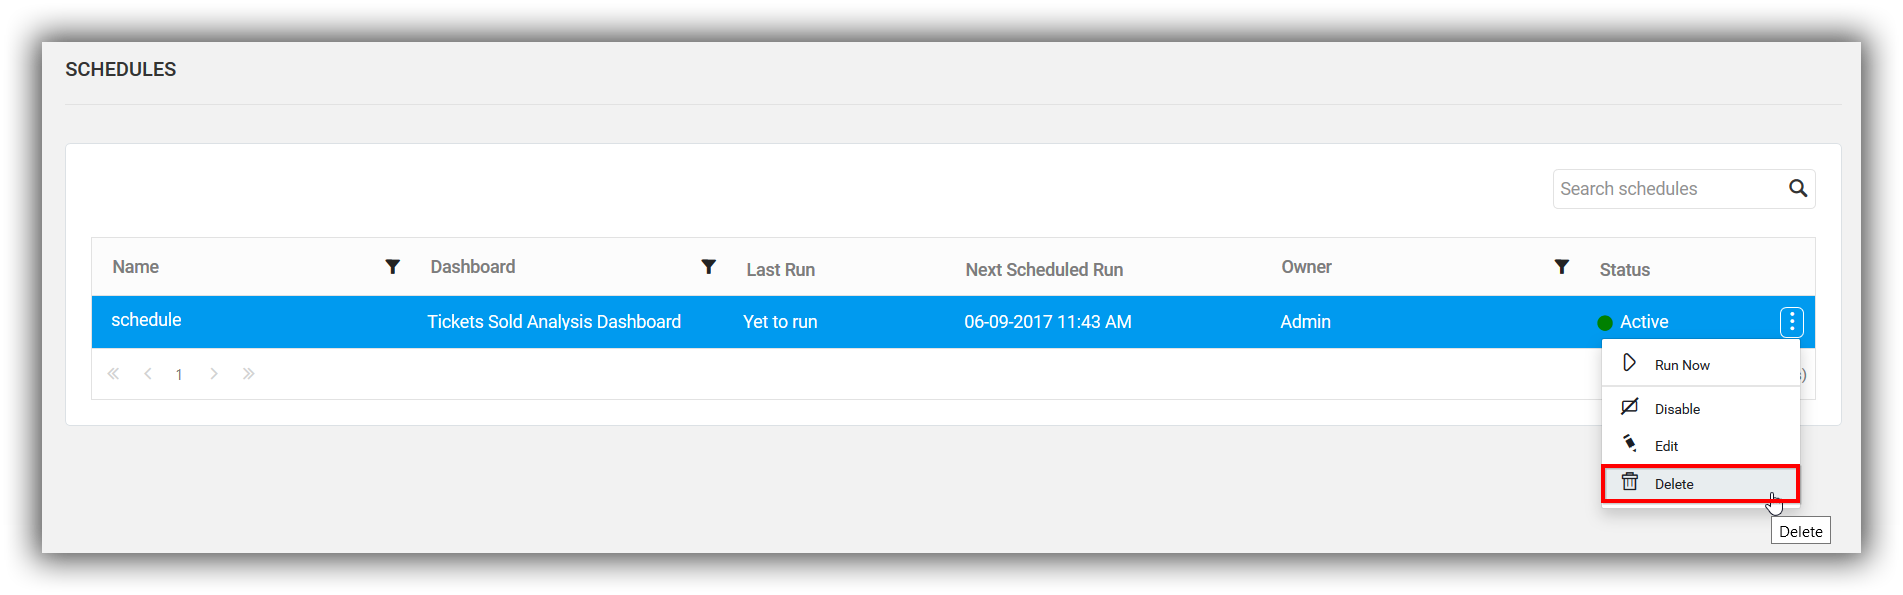 SCHEDULES
Search schedules
Name Dashboard Last Run Next Scheduled Run Owner Status
schedule Tickets Sold Analysis Dashboard Yet to run 06-09-2017 11:43 AM Admin Active
1
Run Now
Disable
Edit
Delete
Delete